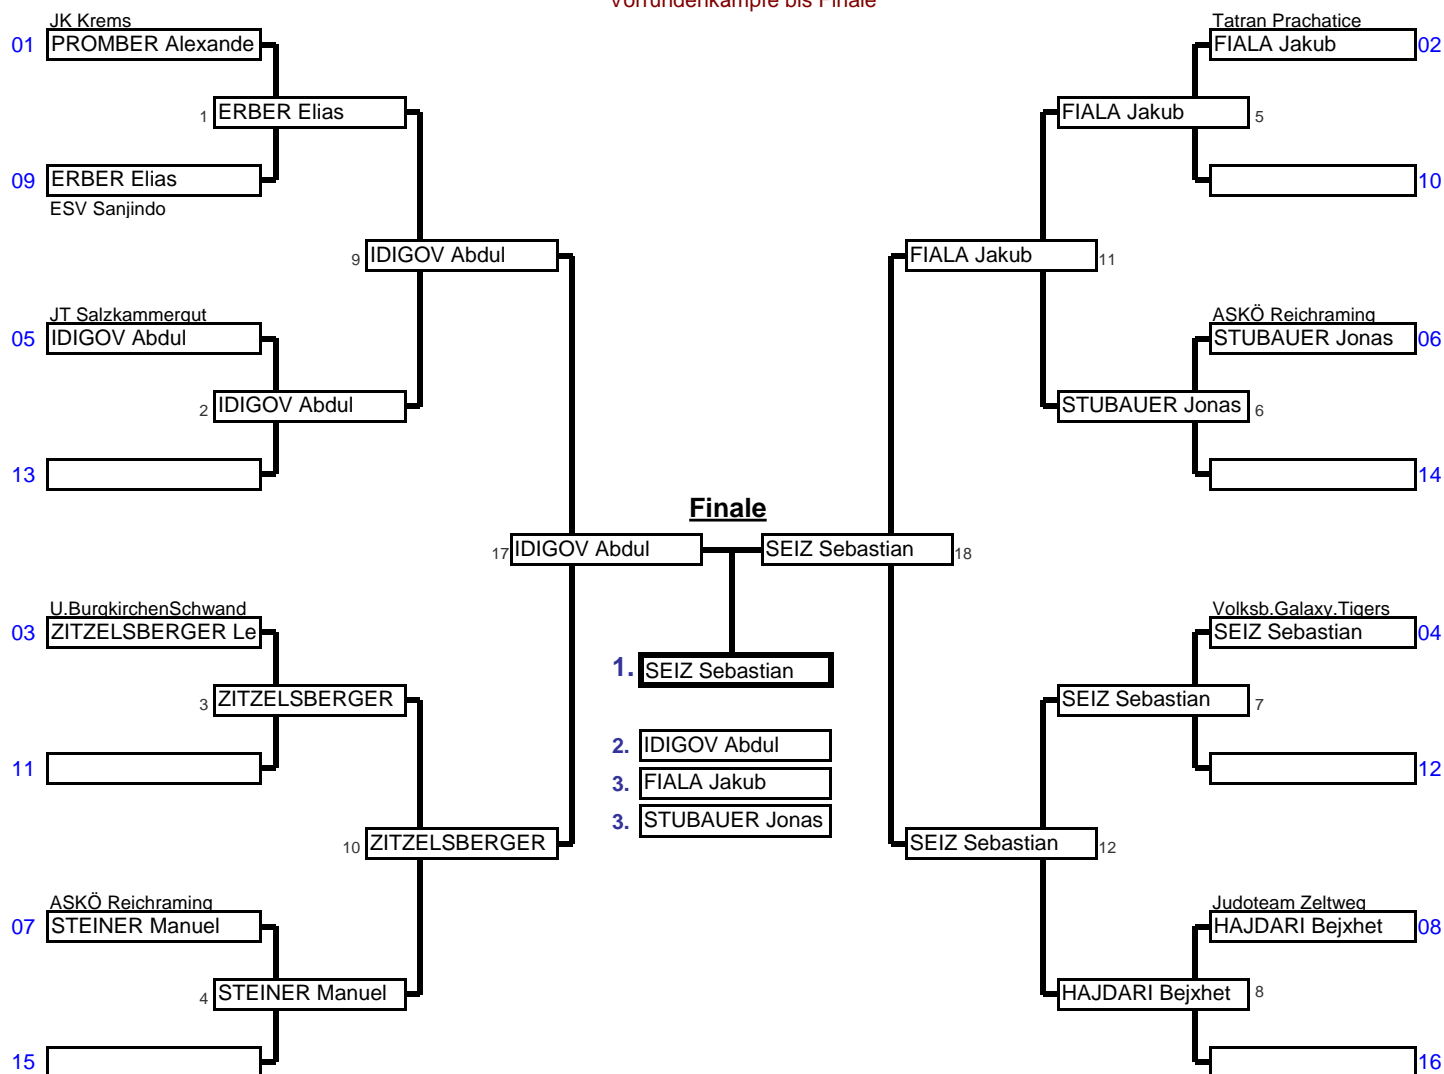 Vorrundenkämpfe bis Finale
JK Krems
01 PROMBER Alexande
1 ERBER Elias
09 ERBER Elias
ESV Sanjindo
9 IDIGOV Abdul
JT Salzkammergut
05 IDIGOV Abdul
2 IDIGOV Abdul
13
17 IDIGOV Abdul
U.BurgkirchenSchwand
03 ZITZELSBERGER Le
3 ZITZELSBERGER
11
10 ZITZELSBERGER
ASKÖ Reichraming
07 STEINER Manuel
4 STEINER Manuel
15
Finale
1. SEIZ Sebastian
2. IDIGOV Abdul
3. FIALA Jakub
3. STUBAUER Jonas
Tatran Prachatice
FIALA Jakub 02
FIALA Jakub 5
10
FIALA Jakub 11
ASKÖ Reichraming
STUBAUER Jonas 06
STUBAUER Jonas 6
14
SEIZ Sebastian 18
Volksb.Galaxy.Tigers
SEIZ Sebastian 04
SEIZ Sebastian 7
12
SEIZ Sebastian 12
Judoteam Zeltweg
HAJDARI Bejxhet 08
HAJDARI Bejxhet 8
16